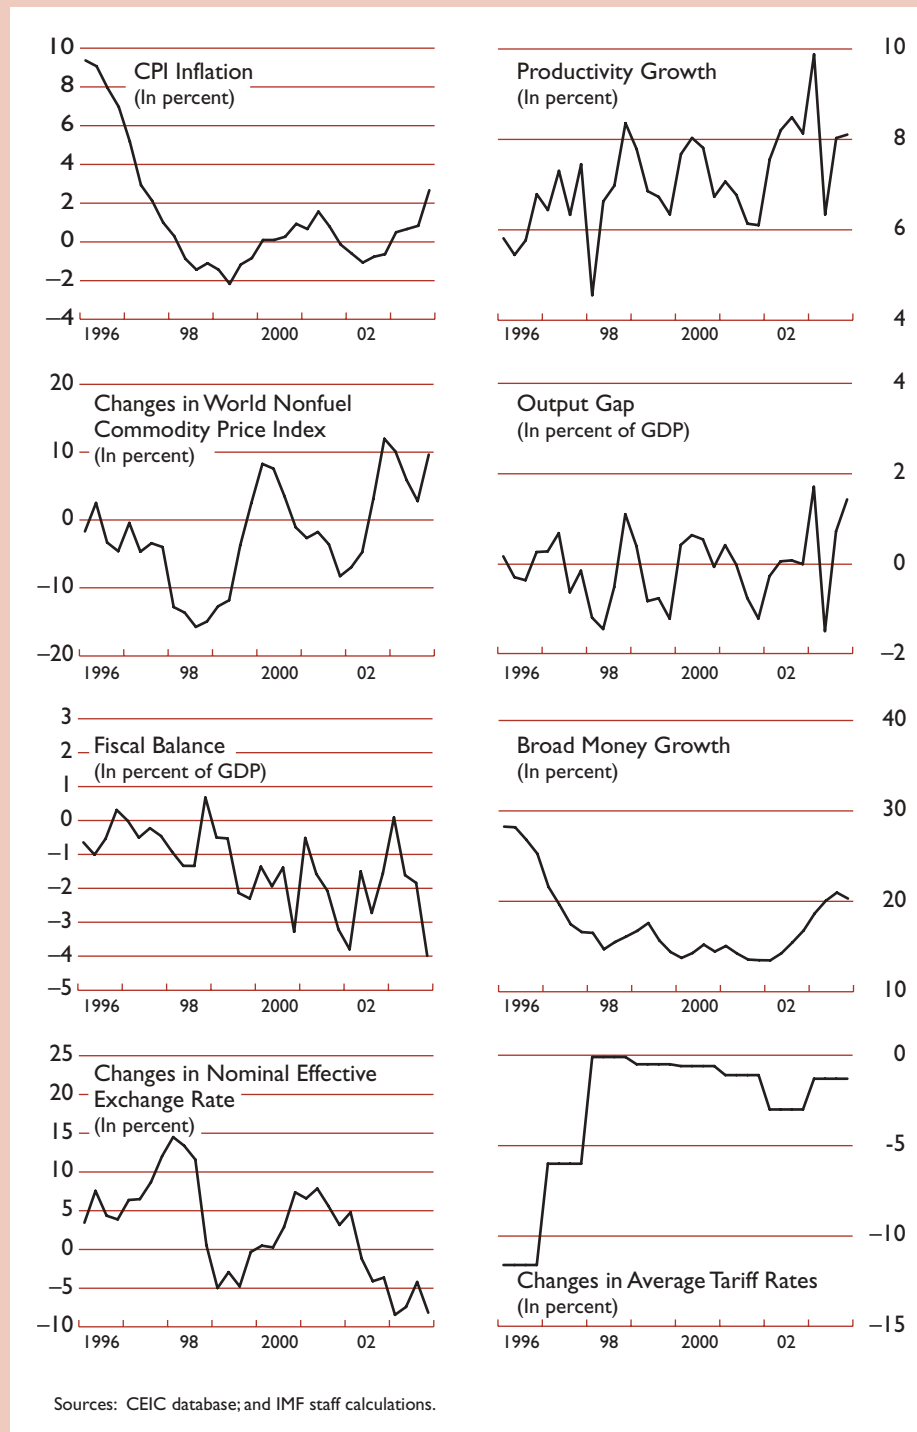 CPI Inflation
(In percent)
10
8
6
4
2
0
−2
−4
1996 98 2000 02
Productivity Growth
(In percent)
10
8
6
4
1996 98 2000 02
Changes in World Nonfuel
Commodity Price Index
(In percent)
20
10
0
−10
−20
1996 98 2000 02
Output Gap
(In percent of GDP)
4
2
0
−2
1996 98 2000 02
Fiscal Balance
(In percent of GDP)
3
2
1
0
−1
−2
−3
−4
−5
1996 98 2000 02
Broad Money Growth
(In percent)
40
30
20
10
1996 98 2000 02
Changes in Nominal Effective
Exchange Rate
(In percent)
25
20
15
10
5
0
−5
−10
1996 98 2000 02
0
-5
−10
−15
Changes in Average Tariff Rates
(In percent)
1996 98 2000 02
Sources: CEIC database; and IMF staff calculations.